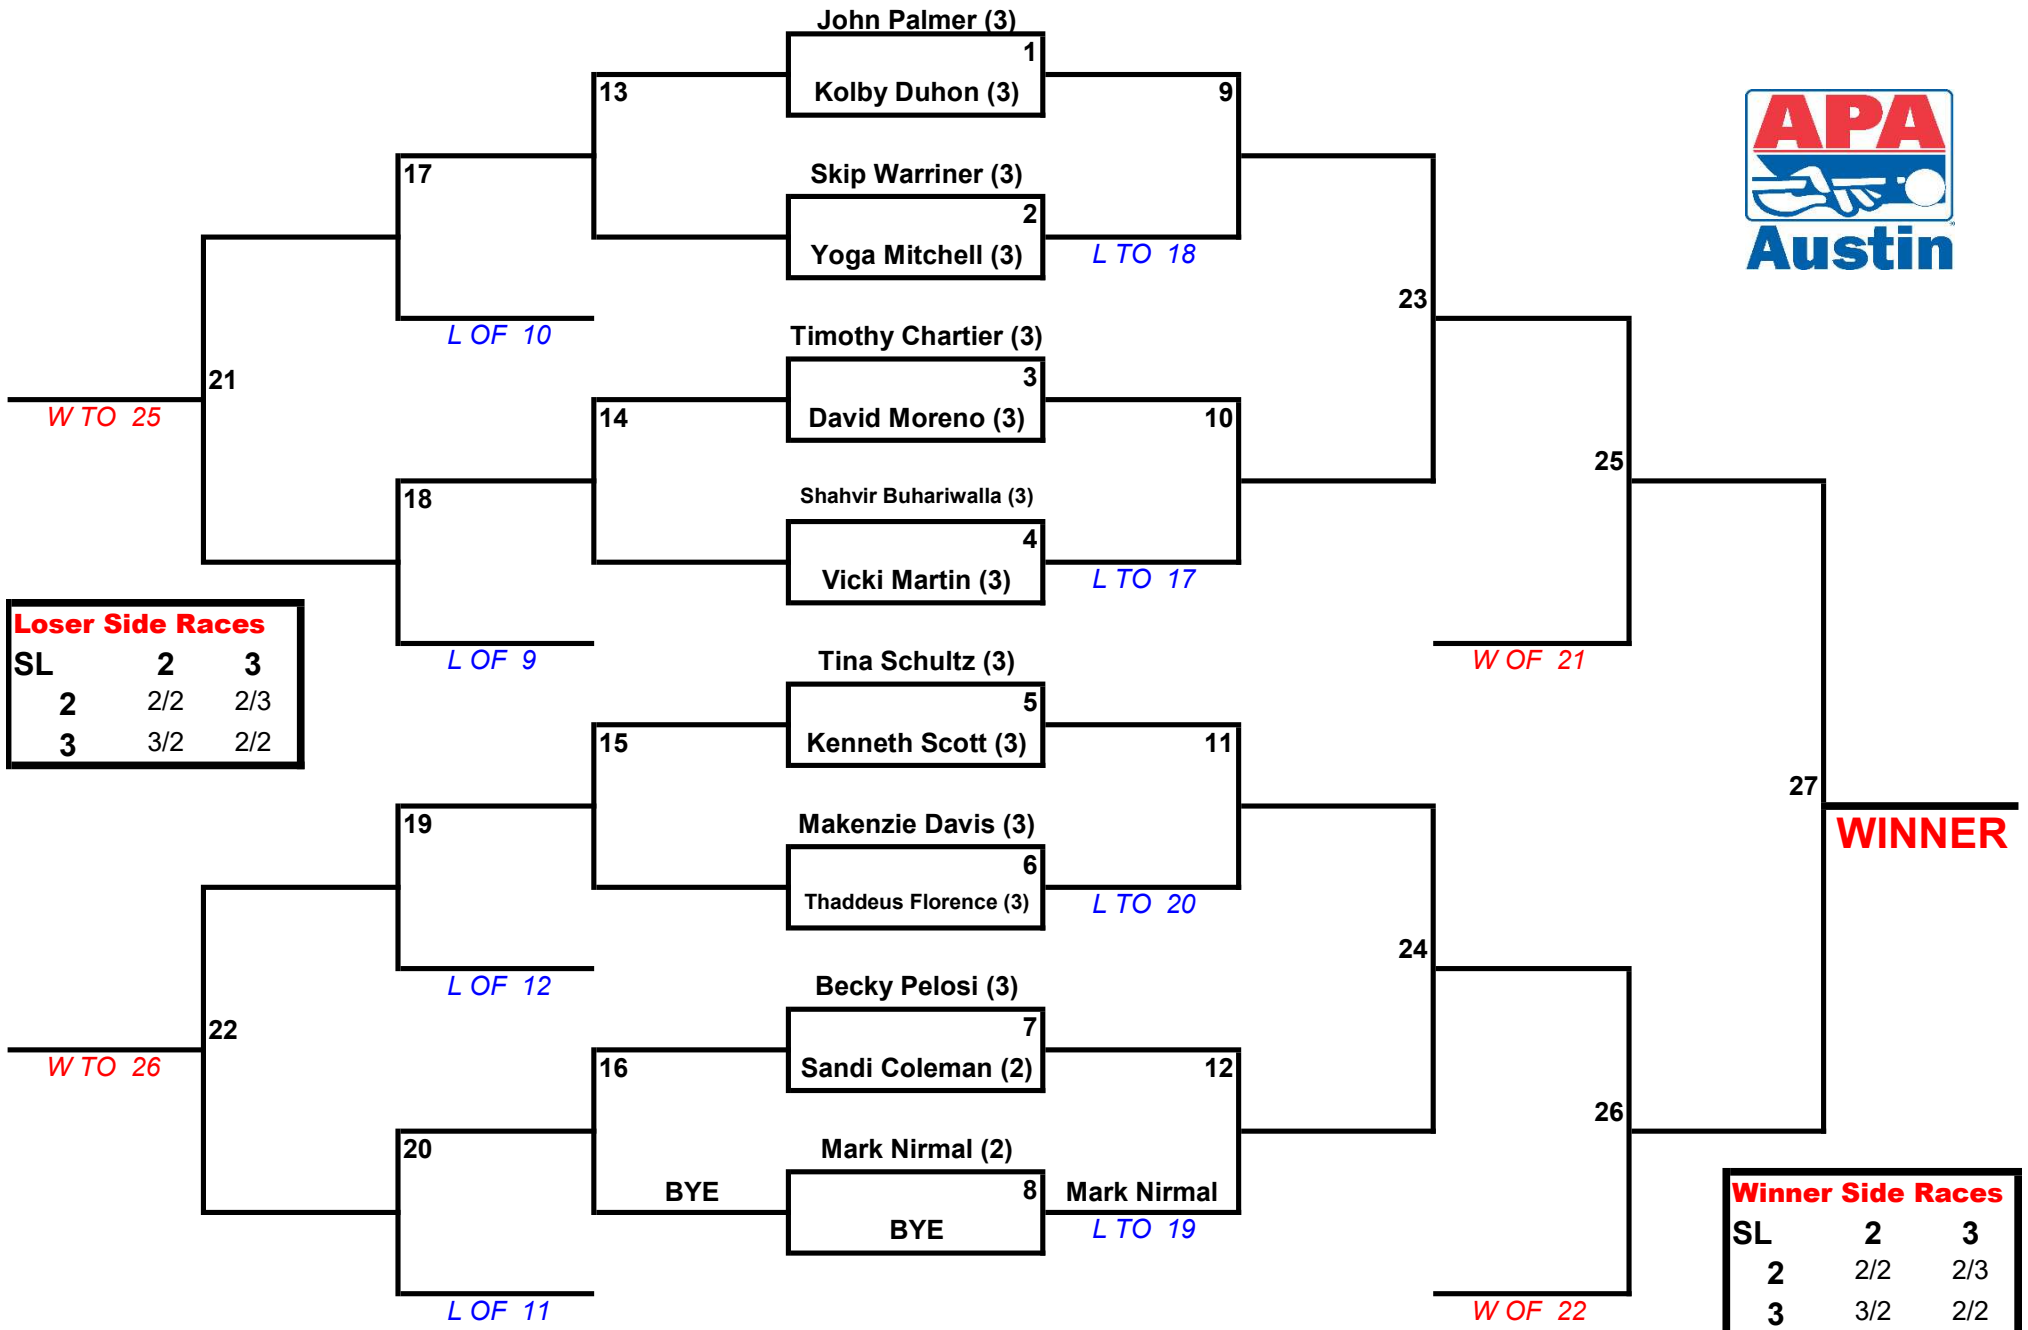 John Palmer (3)
1
13
Kolby Duhon (3)
9
APA
Austin
17
Skip Warriner (3)
2
Yoga Mitchell (3)
L TO 18
23
L OF 10
Timothy Chartier (3)
21
3
W TO 25
14
David Moreno (3)
10
25
18
Shahvir Buhariwalla (3)
4
Vicki Martin (3)
L TO 17
Loser Side Races
SL 2 3
2 2/2 2/3
3 3/2 2/2
L OF 9
Tina Schultz (3)
W OF 21
5
15
Kenneth Scott (3)
11
27
19
Makenzie Davis (3)
WINNER
6
Thaddeus Florence (3)
L TO 20
24
L OF 12
Becky Pelosi (3)
22
7
W TO 26
16
Sandi Coleman (2)
12
26
20
Mark Nirmal (2)
BYE
8
Mark Nirmal
BYE
L TO 19
Winner Side Races
SL 2 3
2 2/2 2/3
3 3/2 2/2
L OF 11
W OF 22